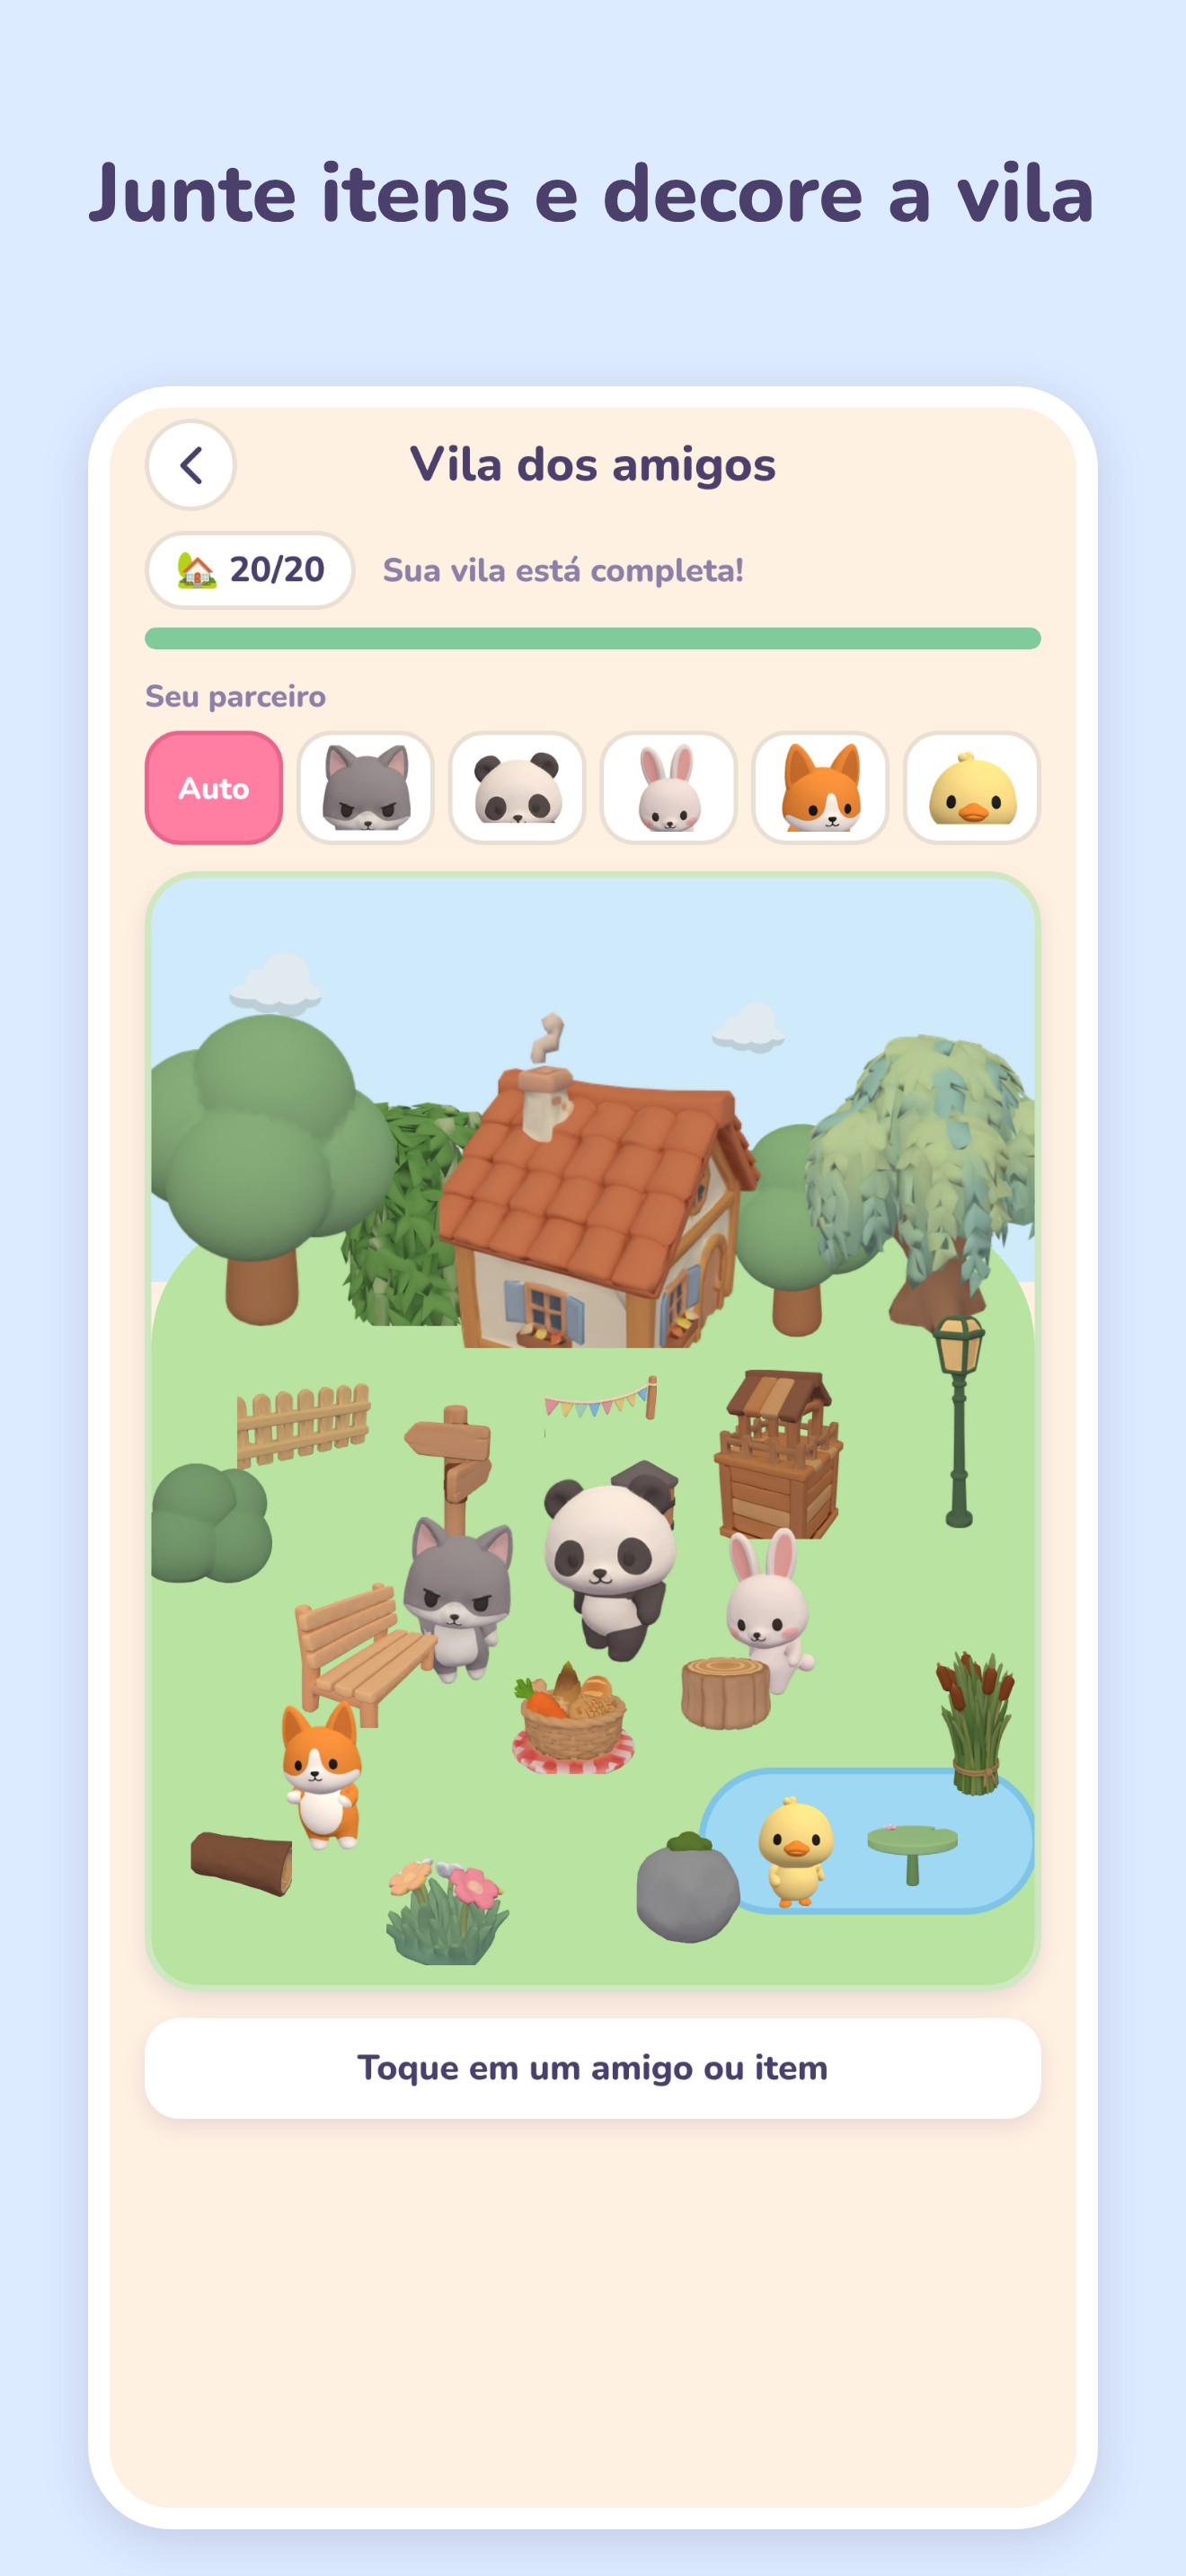 Junte itens e decore a vila
Vila dos amigos
20/20
Sua vila está completa!
Seu parceiro
Auto
Toque em um amigo ou item